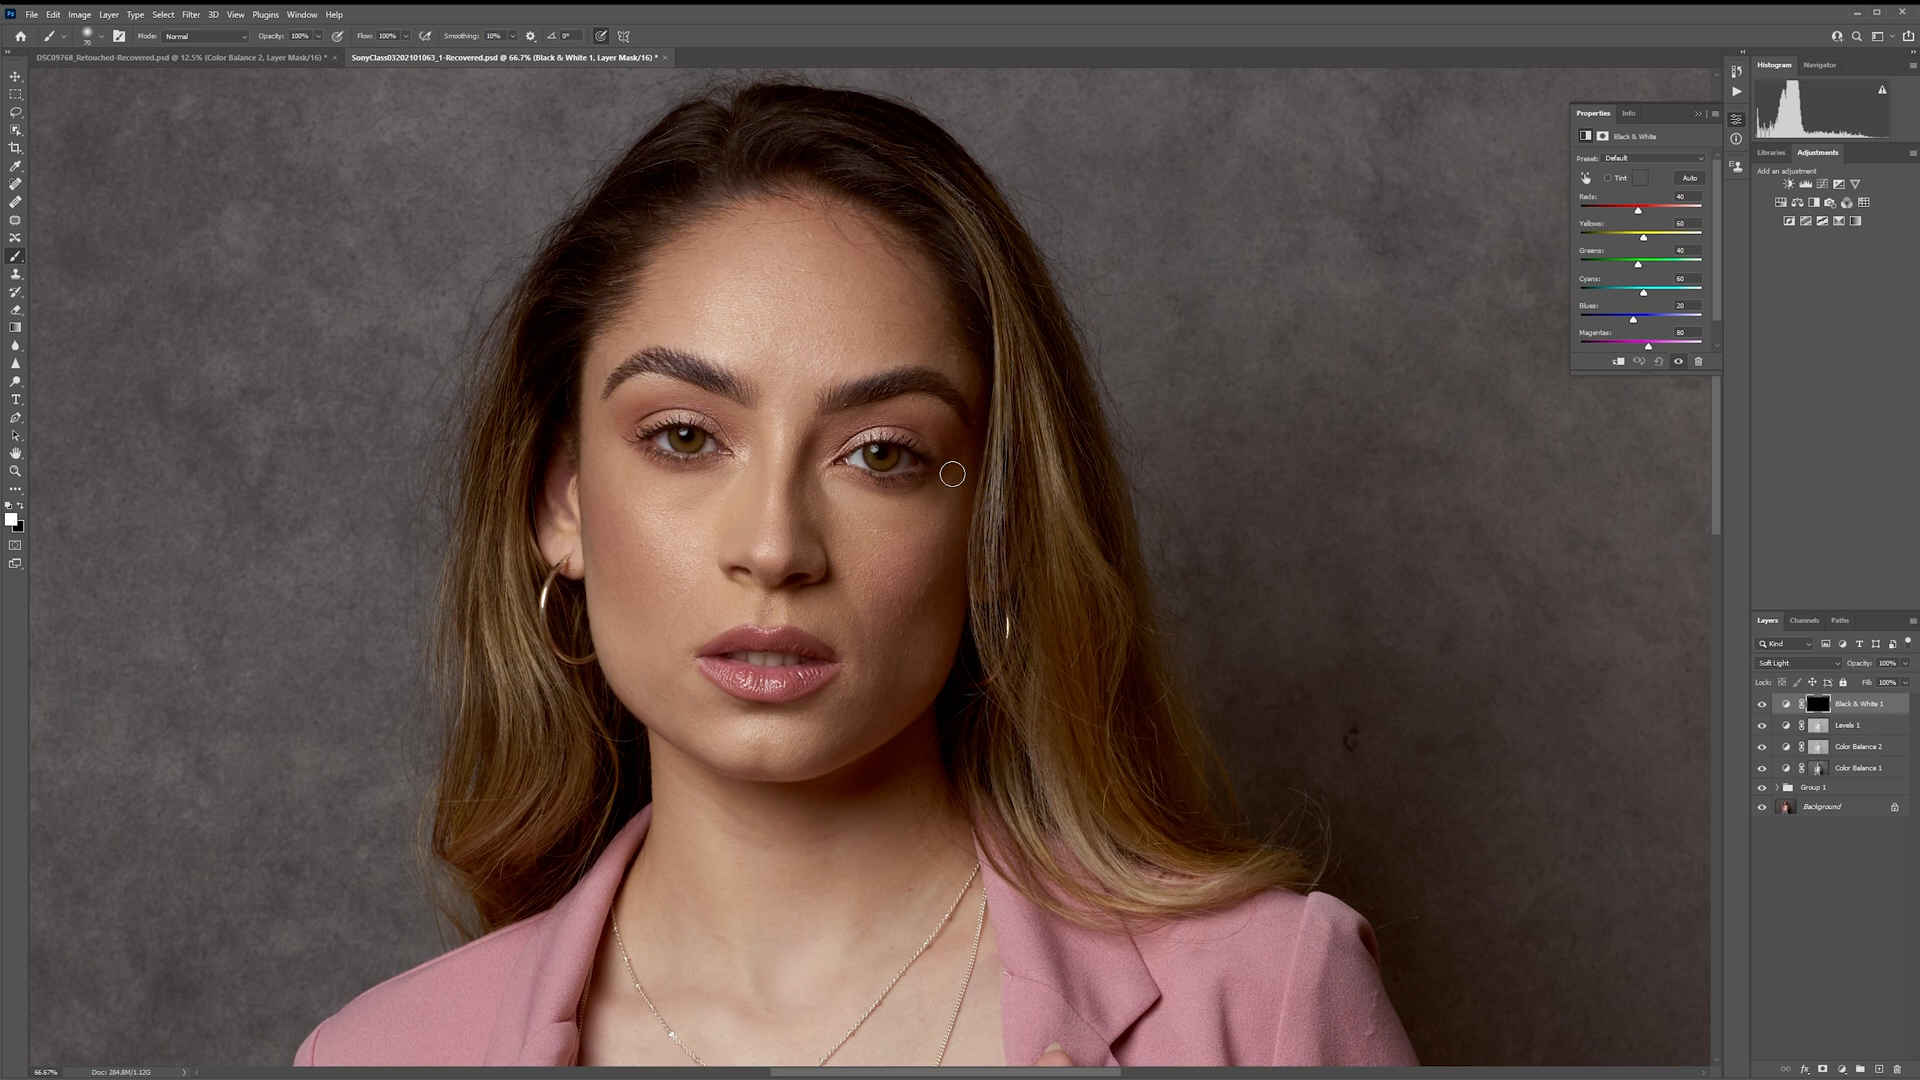 File Edit Image Layer Type Select Filter 3D View Plugins Window Help
70 Mode: Normal Opacity: 100% Flow: 100% Smoothing: 10% 0°
DSC09768_Retouched-Recovered.psd @ 12.5% (Color Balance 2, Layer Mask/16) * × SonyClass03202101063_1-Recovered.psd @ 66.7% (Black & White 1, Layer Mask/16) * ×
Histogram Navigator
Properties Info
Black & White
Preset: Default
Tint Auto
Reds: 40
Yellows: 60
Greens: 40
Cyans: 60
Blues: 20
Magentas: 80
Libraries Adjustments
Add an adjustment
Layers Channels Paths
Kind
Soft Light Opacity: 100%
Lock: Fill: 100%
Black & White 1
Levels 1
Color Balance 2
Color Balance 1
Group 1
Background
66.67% Doc: 284.8M/1.12G